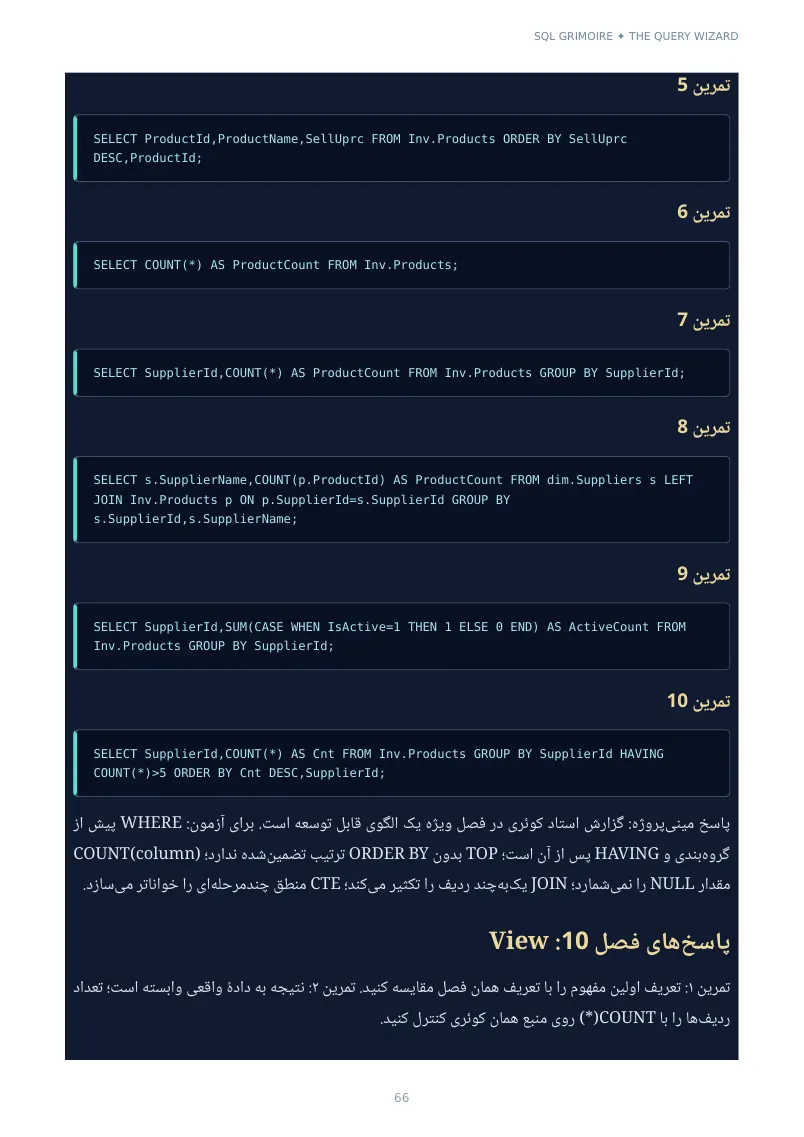 SQL GRIMOIRE ✦ THE QUERY WIZARD
تمرین 5
SELECT ProductId,ProductName,SellUprc FROM Inv.Products ORDER BY SellUprc
DESC,ProductId;
تمرین 6
SELECT COUNT(*) AS ProductCount FROM Inv.Products;
تمرین 7
SELECT SupplierId,COUNT(*) AS ProductCount FROM Inv.Products GROUP BY SupplierId;
تمرین 8
SELECT s.SupplierName,COUNT(p.ProductId) AS ProductCount FROM dim.Suppliers s LEFT
JOIN Inv.Products p ON p.SupplierId=s.SupplierId GROUP BY
s.SupplierId,s.SupplierName;
تمرین 9
SELECT SupplierId,SUM(CASE WHEN IsActive=1 THEN 1 ELSE 0 END) AS ActiveCount FROM
Inv.Products GROUP BY SupplierId;
تمرین 10
SELECT SupplierId,COUNT(*) AS Cnt FROM Inv.Products GROUP BY SupplierId HAVING
COUNT(*)>5 ORDER BY Cnt DESC,SupplierId;
پاسخ مینی‌پروژه: گزارش استاد کوئری در فصل ویژه یک الگوی قابل توسعه است. برای آزمون: WHERE پیش از
گروه‌بندی و HAVING پس از آن است؛ TOP بدون ORDER BY ترتیب تضمین‌شده ندارد؛ COUNT(column)
مقدار NULL را نمی‌شمارد؛ JOIN یک‌به‌چند ردیف را تکثیر می‌کند؛ CTE منطق چندمرحله‌ای را خواناتر می‌سازد.
پاسخ‌های فصل 10: View
تمرین ۱: تعریف اولین مفهوم را با تعریف همان فصل مقایسه کنید. تمرین ۲: نتیجه به دادهٔ واقعی وابسته است؛ تعداد
ردیف‌ها را با COUNT(*) روی منبع همان کوئری کنترل کنید.
66